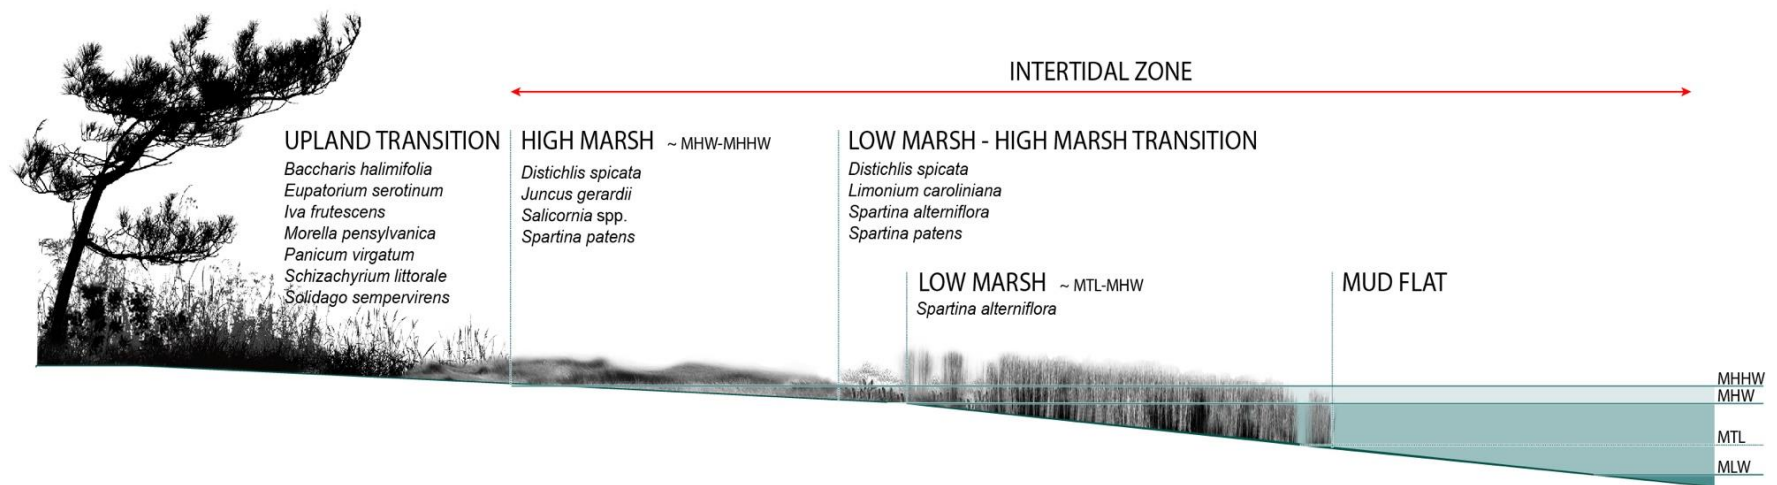 INTERTIDAL ZONE
UPLAND TRANSITION
Baccharis halimifolia
Eupatorium serotinum
Iva frutescens
Morella pensylvanica
Panicum virgatum
Schizachyrium littorale
Solidago sempervirens
HIGH MARSH ~ MHW-MHHW
Distichlis spicata
Juncus gerardii
Salicornia spp.
Spartina patens
LOW MARSH - HIGH MARSH TRANSITION
Distichlis spicata
Limonium caroliniana
Spartina alterniflora
Spartina patens
LOW MARSH ~ MTL-MHW
Spartina alterniflora
MUD FLAT
MHHW
MHW
MTL
MLW